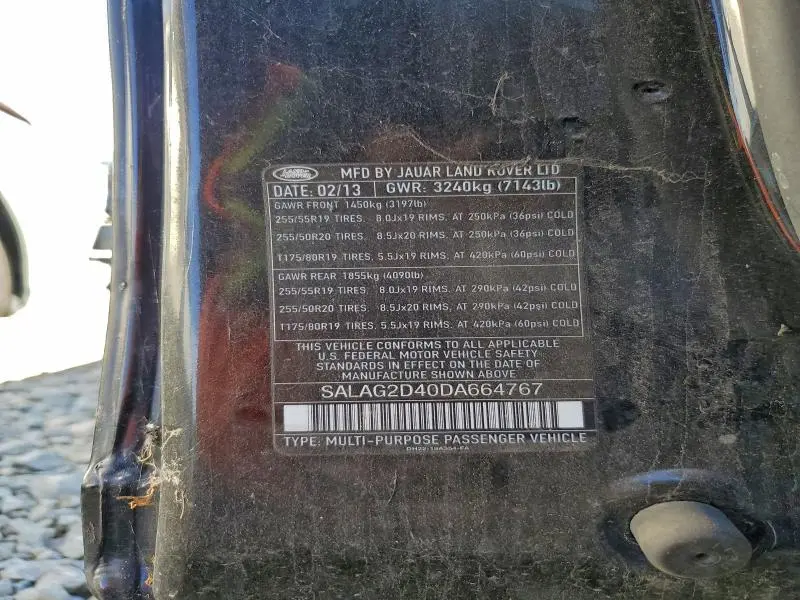 LAND ROVER
MFD BY JAUAR LAND ROVER LTD
DATE: 02/13 GWR: 3240kg (7143lb)
GAWR FRONT 1450kg (3197lb)
255/55R19 TIRES, 8.0Jx19 RIMS, AT 250kPa (36psi) COLD
255/50R20 TIRES, 8.5Jx20 RIMS, AT 250kPa (36psi) COLD
T175/80R19 TIRES, 5.5Jx19 RIMS, AT 420kPa (60psi) COLD
GAWR REAR 1855kg (4090lb)
255/55R19 TIRES, 8.0Jx19 RIMS, AT 290kPa (42psi) COLD
255/50R20 TIRES, 8.5Jx20 RIMS, AT 290kPa (42psi) COLD
T175/80R19 TIRES, 5.5Jx19 RIMS, AT 420kPa (60psi) COLD
THIS VEHICLE CONFORMS TO ALL APPLICABLE
U.S. FEDERAL MOTOR VEHICLE SAFETY
STANDARDS IN EFFECT ON THE DATE OF
MANUFACTURE SHOWN ABOVE
SALAG2D40DA664767
TYPE: MULTI-PURPOSE PASSENGER VEHICLE